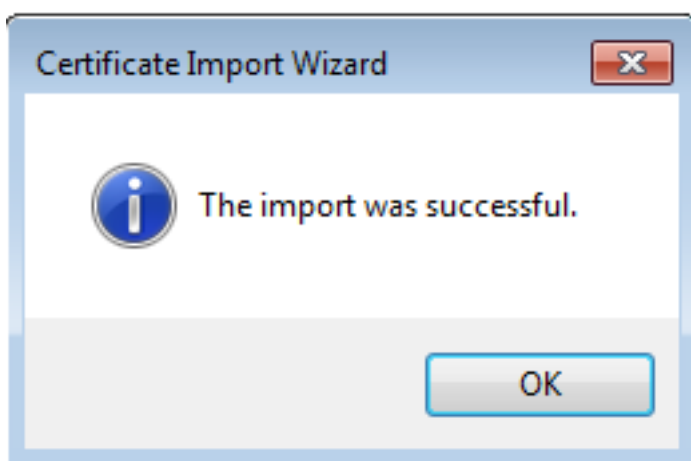 Certificate Import Wizard
The import was successful.
OK